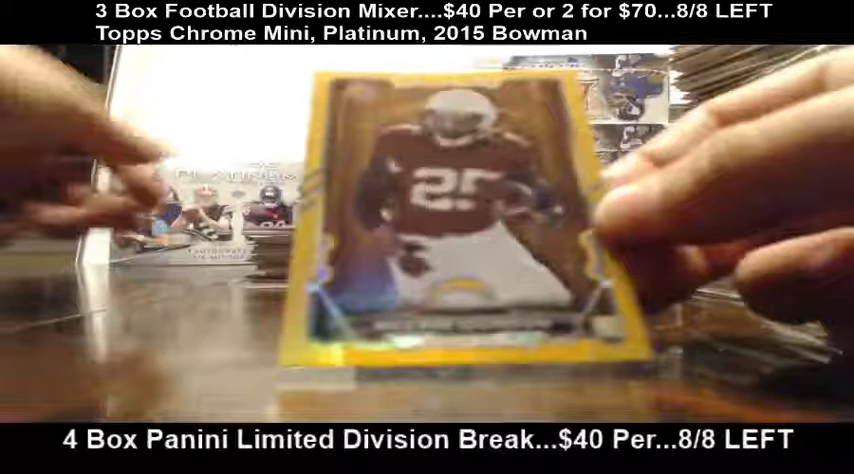 3 Box Football Division Mixer....$40 Per or 2 for $70...8/8 LEFT
Topps Chrome Mini, Platinum, 2015 Bowman
PLATINUM
25
4 Box Panini Limited Division Break...$40 Per...8/8 LEFT